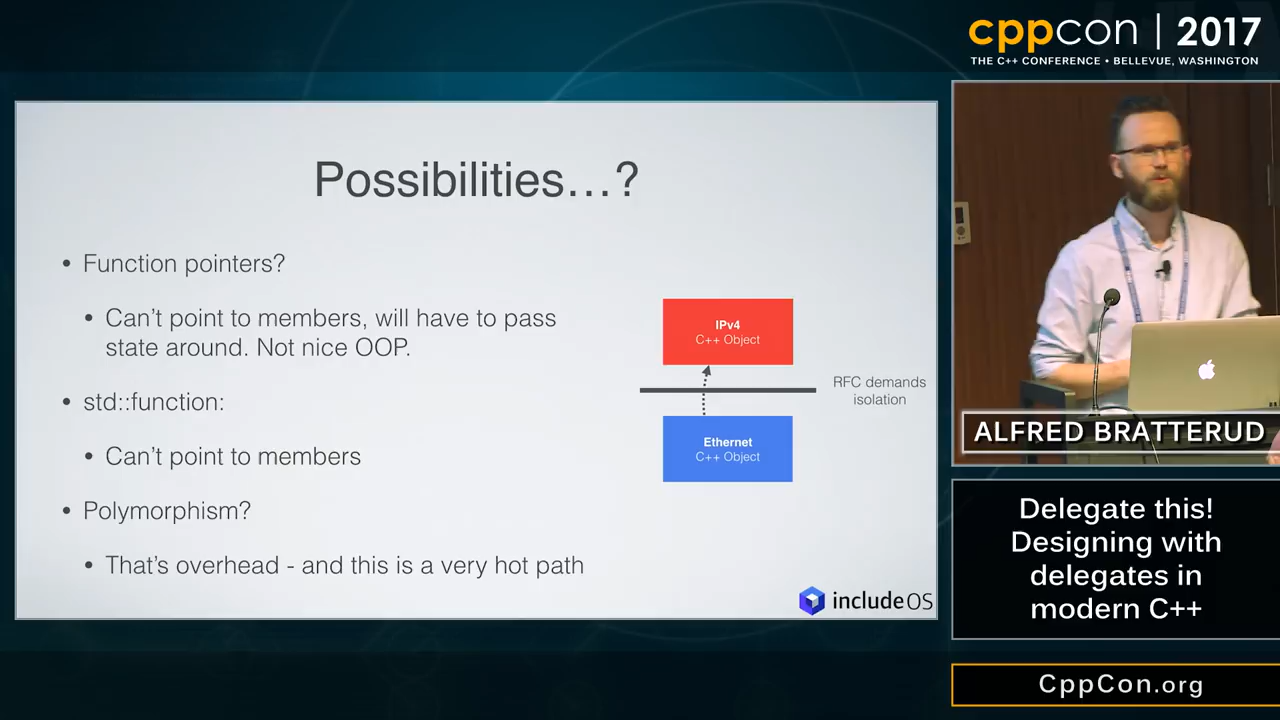 cppcon | 2017
THE C++ CONFERENCE • BELLEVUE, WASHINGTON
Possibilities…?
• Function pointers?
• Can't point to members, will have to pass
state around. Not nice OOP.
• std::function:
• Can't point to members
• Polymorphism?
• That's overhead - and this is a very hot path
IPv4
C++ Object
RFC demands
isolation
Ethernet
C++ Object
includeOS
ALFRED BRATTERUD
Delegate this!
Designing with
delegates in
modern C++
CppCon.org